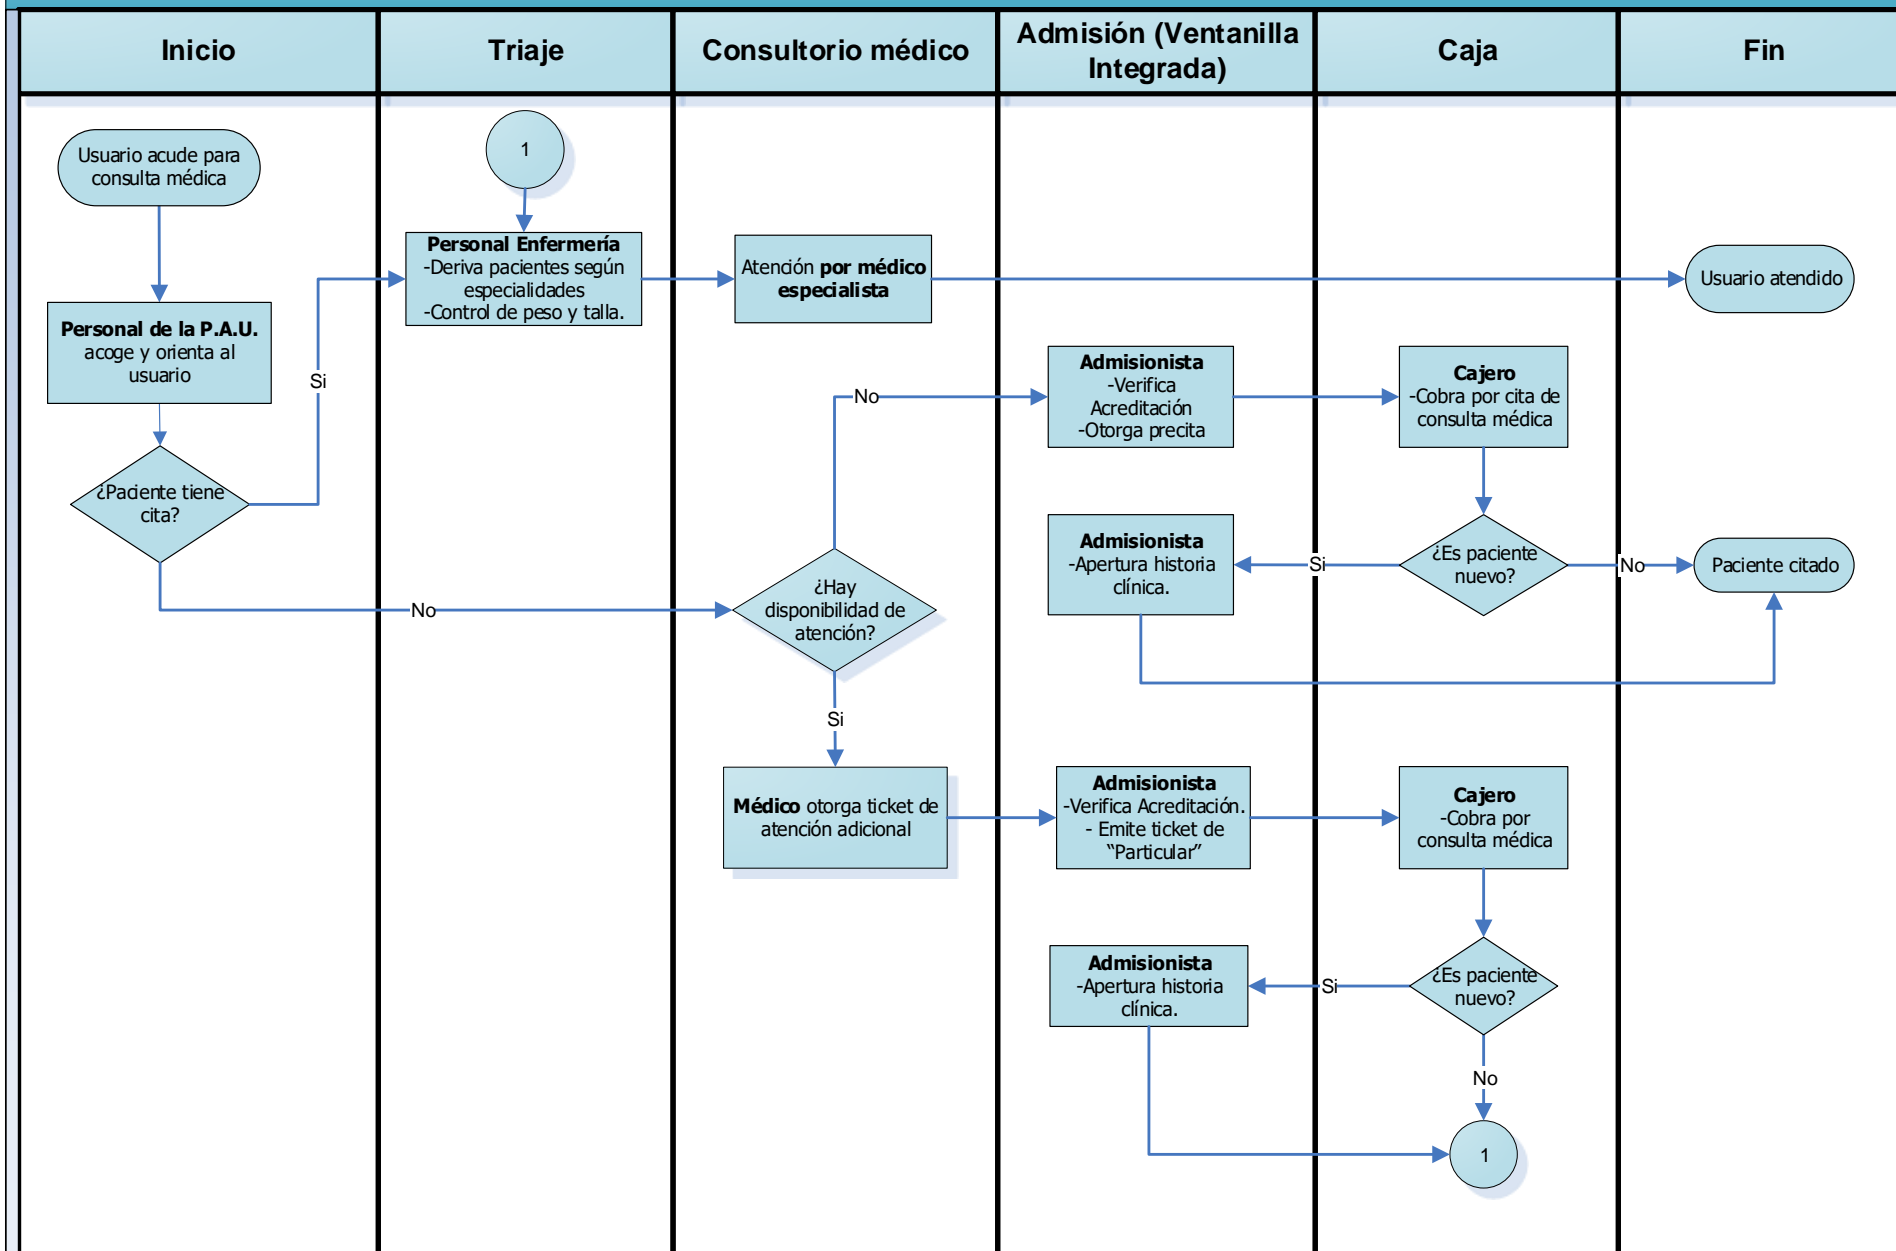 Inicio
Triaje
Consultorio médico
Admisión (Ventanilla
Integrada)
Caja
Fin
Usuario acude para
consulta médica
1
Personal Enfermería
-Deriva pacientes según
especialidades
-Control de peso y talla.
Atención por médico
especialista
Usuario atendido
Personal de la P.A.U.
acoge y orienta al
usuario
Si
¿Paciente tiene
cita?
No
¿Hay
disponibilidad de
atención?
No
Admisionista
-Verifica
Acreditación
-Otorga precita
Cajero
-Cobra por cita de
consulta médica
Admisionista
-Apertura historia
clínica.
Si
¿Es paciente
nuevo?
No
Paciente citado
Si
Médico otorga ticket de
atención adicional
Admisionista
-Verifica Acreditación.
- Emite ticket de
“Particular”
Cajero
-Cobra por
consulta médica
Admisionista
-Apertura historia
clínica.
Si
¿Es paciente
nuevo?
No
1